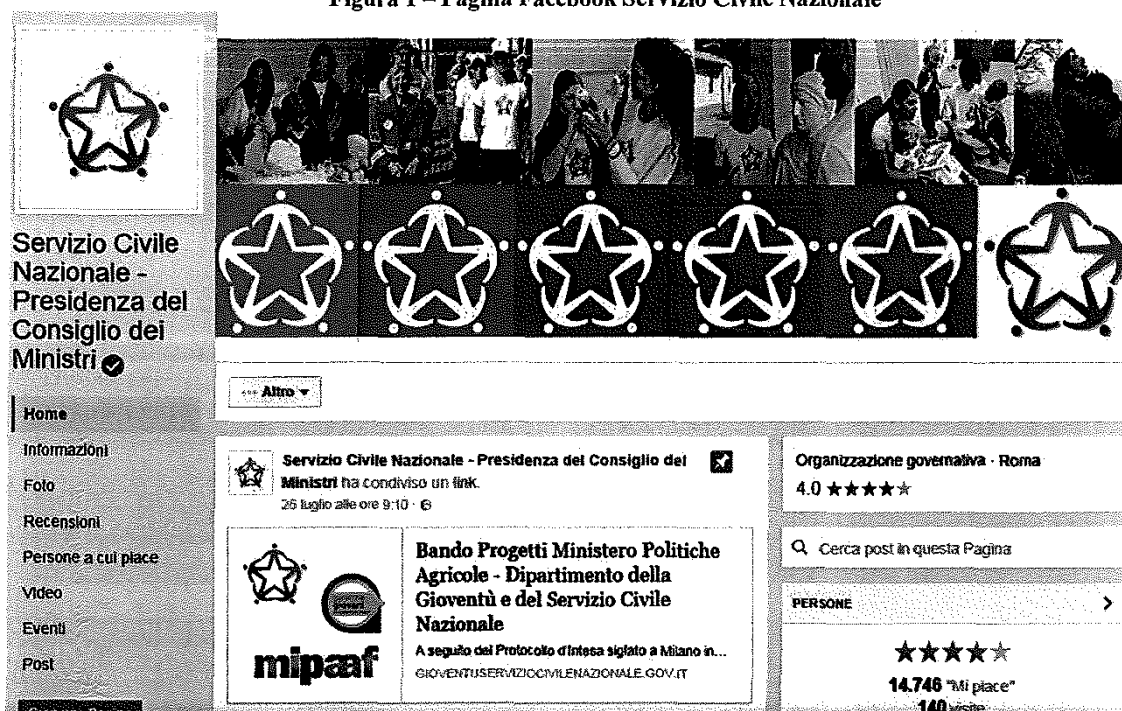 Figura 1 – Pagina Facebook Servizio Civile Nazionale
Servizio Civile
Nazionale -
Presidenza del
Consiglio dei
Ministri
Altro
Home
Informazioni
Foto
Recensioni
Persone a cui piace
Video
Eventi
Post
Servizio Civile Nazionale - Presidenza del Consiglio dei
Ministri ha condiviso un link.
26 luglio alle ore 9:10
Bando Progetti Ministero Politiche
Agricole - Dipartimento della
Gioventù e del Servizio Civile
Nazionale
A seguito del Protocollo d'Intesa siglato a Milano in...
GIOVENTUSERVIZIOCIVILENAZIONALE.GOV.IT
mipaaf
Organizzazione governativa · Roma
4.0 ★★★★★
Cerca post in questa Pagina
PERSONE
14.746 "Mi piace"
140 visite